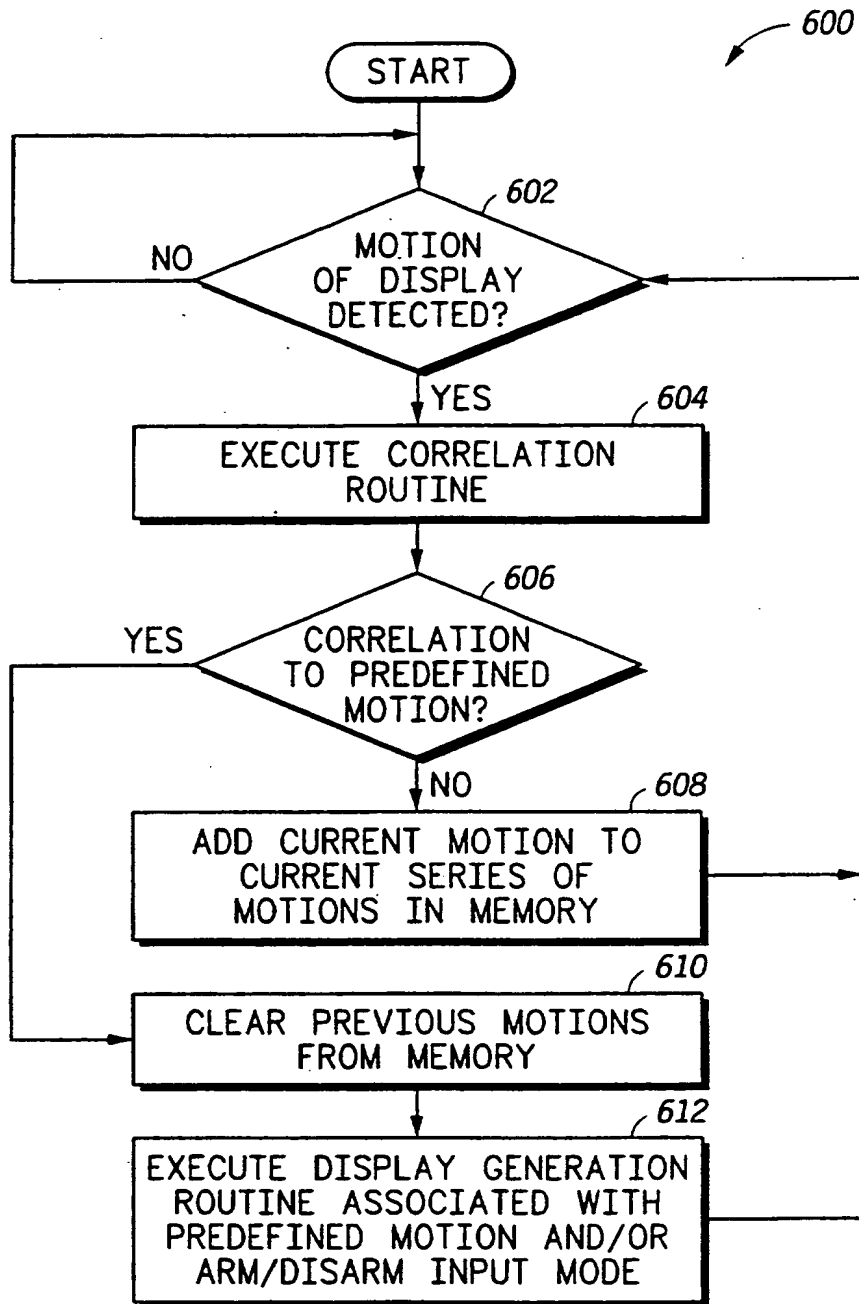 600
START
602
MOTION
OF DISPLAY
DETECTED?
NO
YES
604
EXECUTE CORRELATION
ROUTINE
606
YES
CORRELATION
TO PREDEFINED
MOTION?
NO
608
ADD CURRENT MOTION TO
CURRENT SERIES OF
MOTIONS IN MEMORY
610
CLEAR PREVIOUS MOTIONS
FROM MEMORY
612
EXECUTE DISPLAY GENERATION
ROUTINE ASSOCIATED WITH
PREDEFINED MOTION AND/OR
ARM/DISARM INPUT MODE